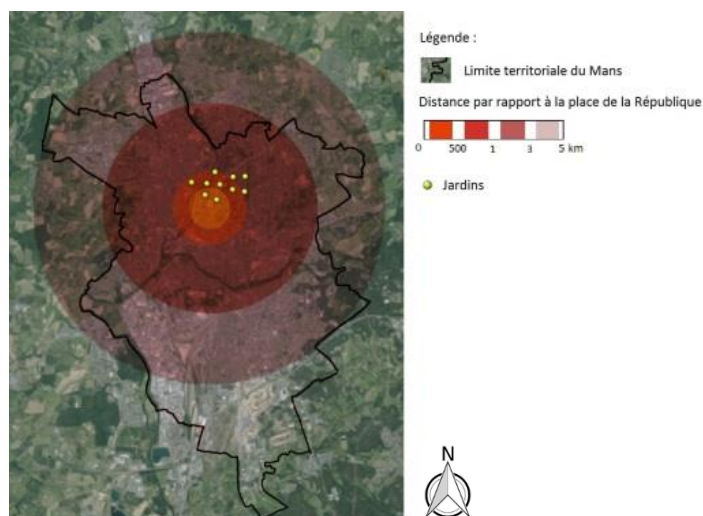 Légende :
Limite territoriale du Mans
Distance par rapport à la place de la République
0 500 1 3 5 km
Jardins
N